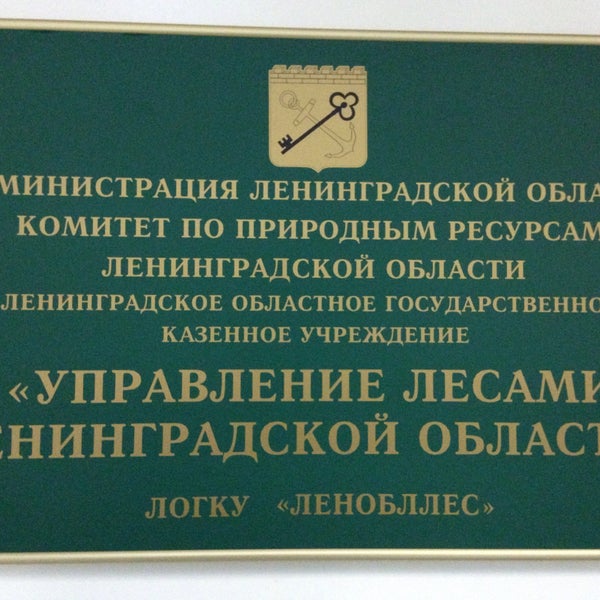 МИНИСТРАЦИЯ ЛЕНИНГРАДСКОЙ ОБЛА
КОМИТЕТ ПО ПРИРОДНЫМ РЕСУРСАМ
ЛЕНИНГРАДСКОЙ ОБЛАСТИ
ЛЕНИНГРАДСКОЕ ОБЛАСТНОЕ ГОСУДАРСТВЕННО
КАЗЕННОЕ УЧРЕЖДЕНИЕ
«УПРАВЛЕНИЕ ЛЕСАМИ
ЕНИНГРАДСКОЙ ОБЛАСТ
ЛОГКУ «ЛЕНОБЛЛЕС»